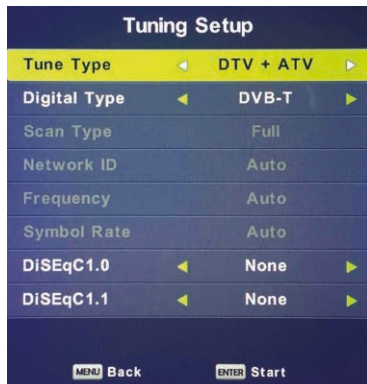 Tuning Setup
Tune Type DTV + ATV
Digital Type DVB-T
Scan Type Full
Network ID Auto
Frequency Auto
Symbol Rate Auto
DiSEqC1.0 None
DiSEqC1.1 None
MENU Back ENTER Start